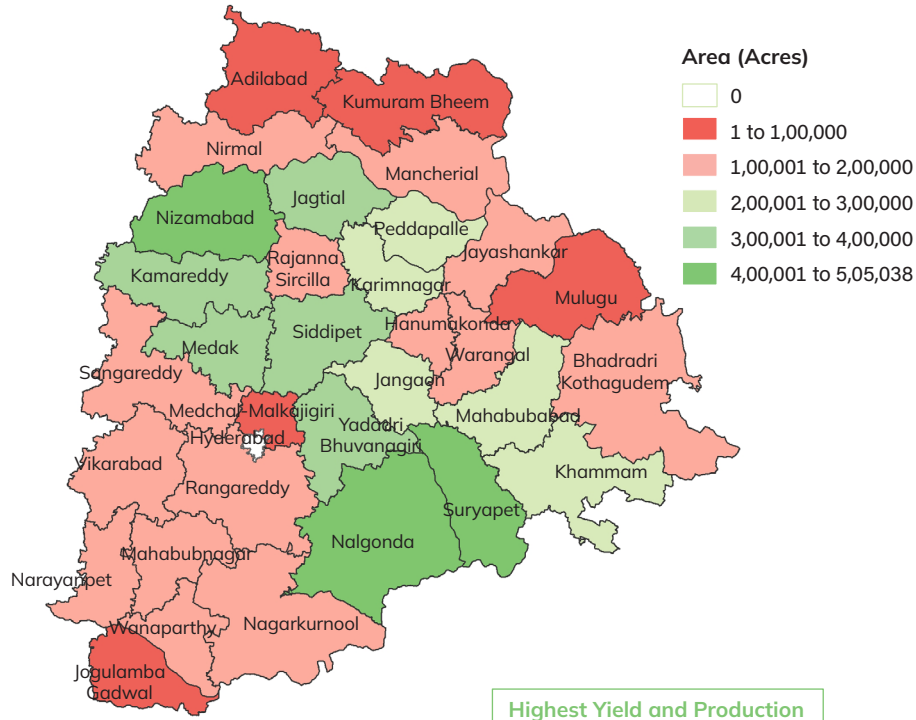 Area (Acres)
0
1 to 1,00,000
1,00,001 to 2,00,000
2,00,001 to 3,00,000
3,00,001 to 4,00,000
4,00,001 to 5,05,038
Adilabad
Kumuram Bheem
Nirmal
Mancherial
Jagtial
Nizamabad
Peddapalle
Jayashankar
Rajanna
Sircilla
Kamareddy
Karimnagar
Mulugu
Hanumakonda
Siddipet
Medak
Warangal
Bhadradri
Kothagudem
Sangareddy
Jangaon
Medchal-Malkajigiri
Mahabubabad
Yadadri
Bhuvanagiri
Hyderabad
Vikarabad
Khammam
Rangareddy
Suryapet
Nalgonda
Mahabubnagar
Narayanpet
Wanaparthy
Nagarkurnool
Jogulamba
Gadwal
Highest Yield and Production